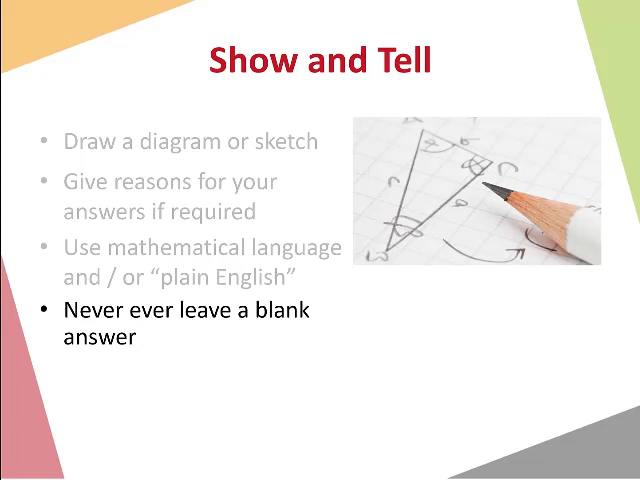 Show and Tell
• Draw a diagram or sketch
• Give reasons for your
answers if required
• Use mathematical language
and / or “plain English”
• Never ever leave a blank
answer
A
b
C
c
a
B